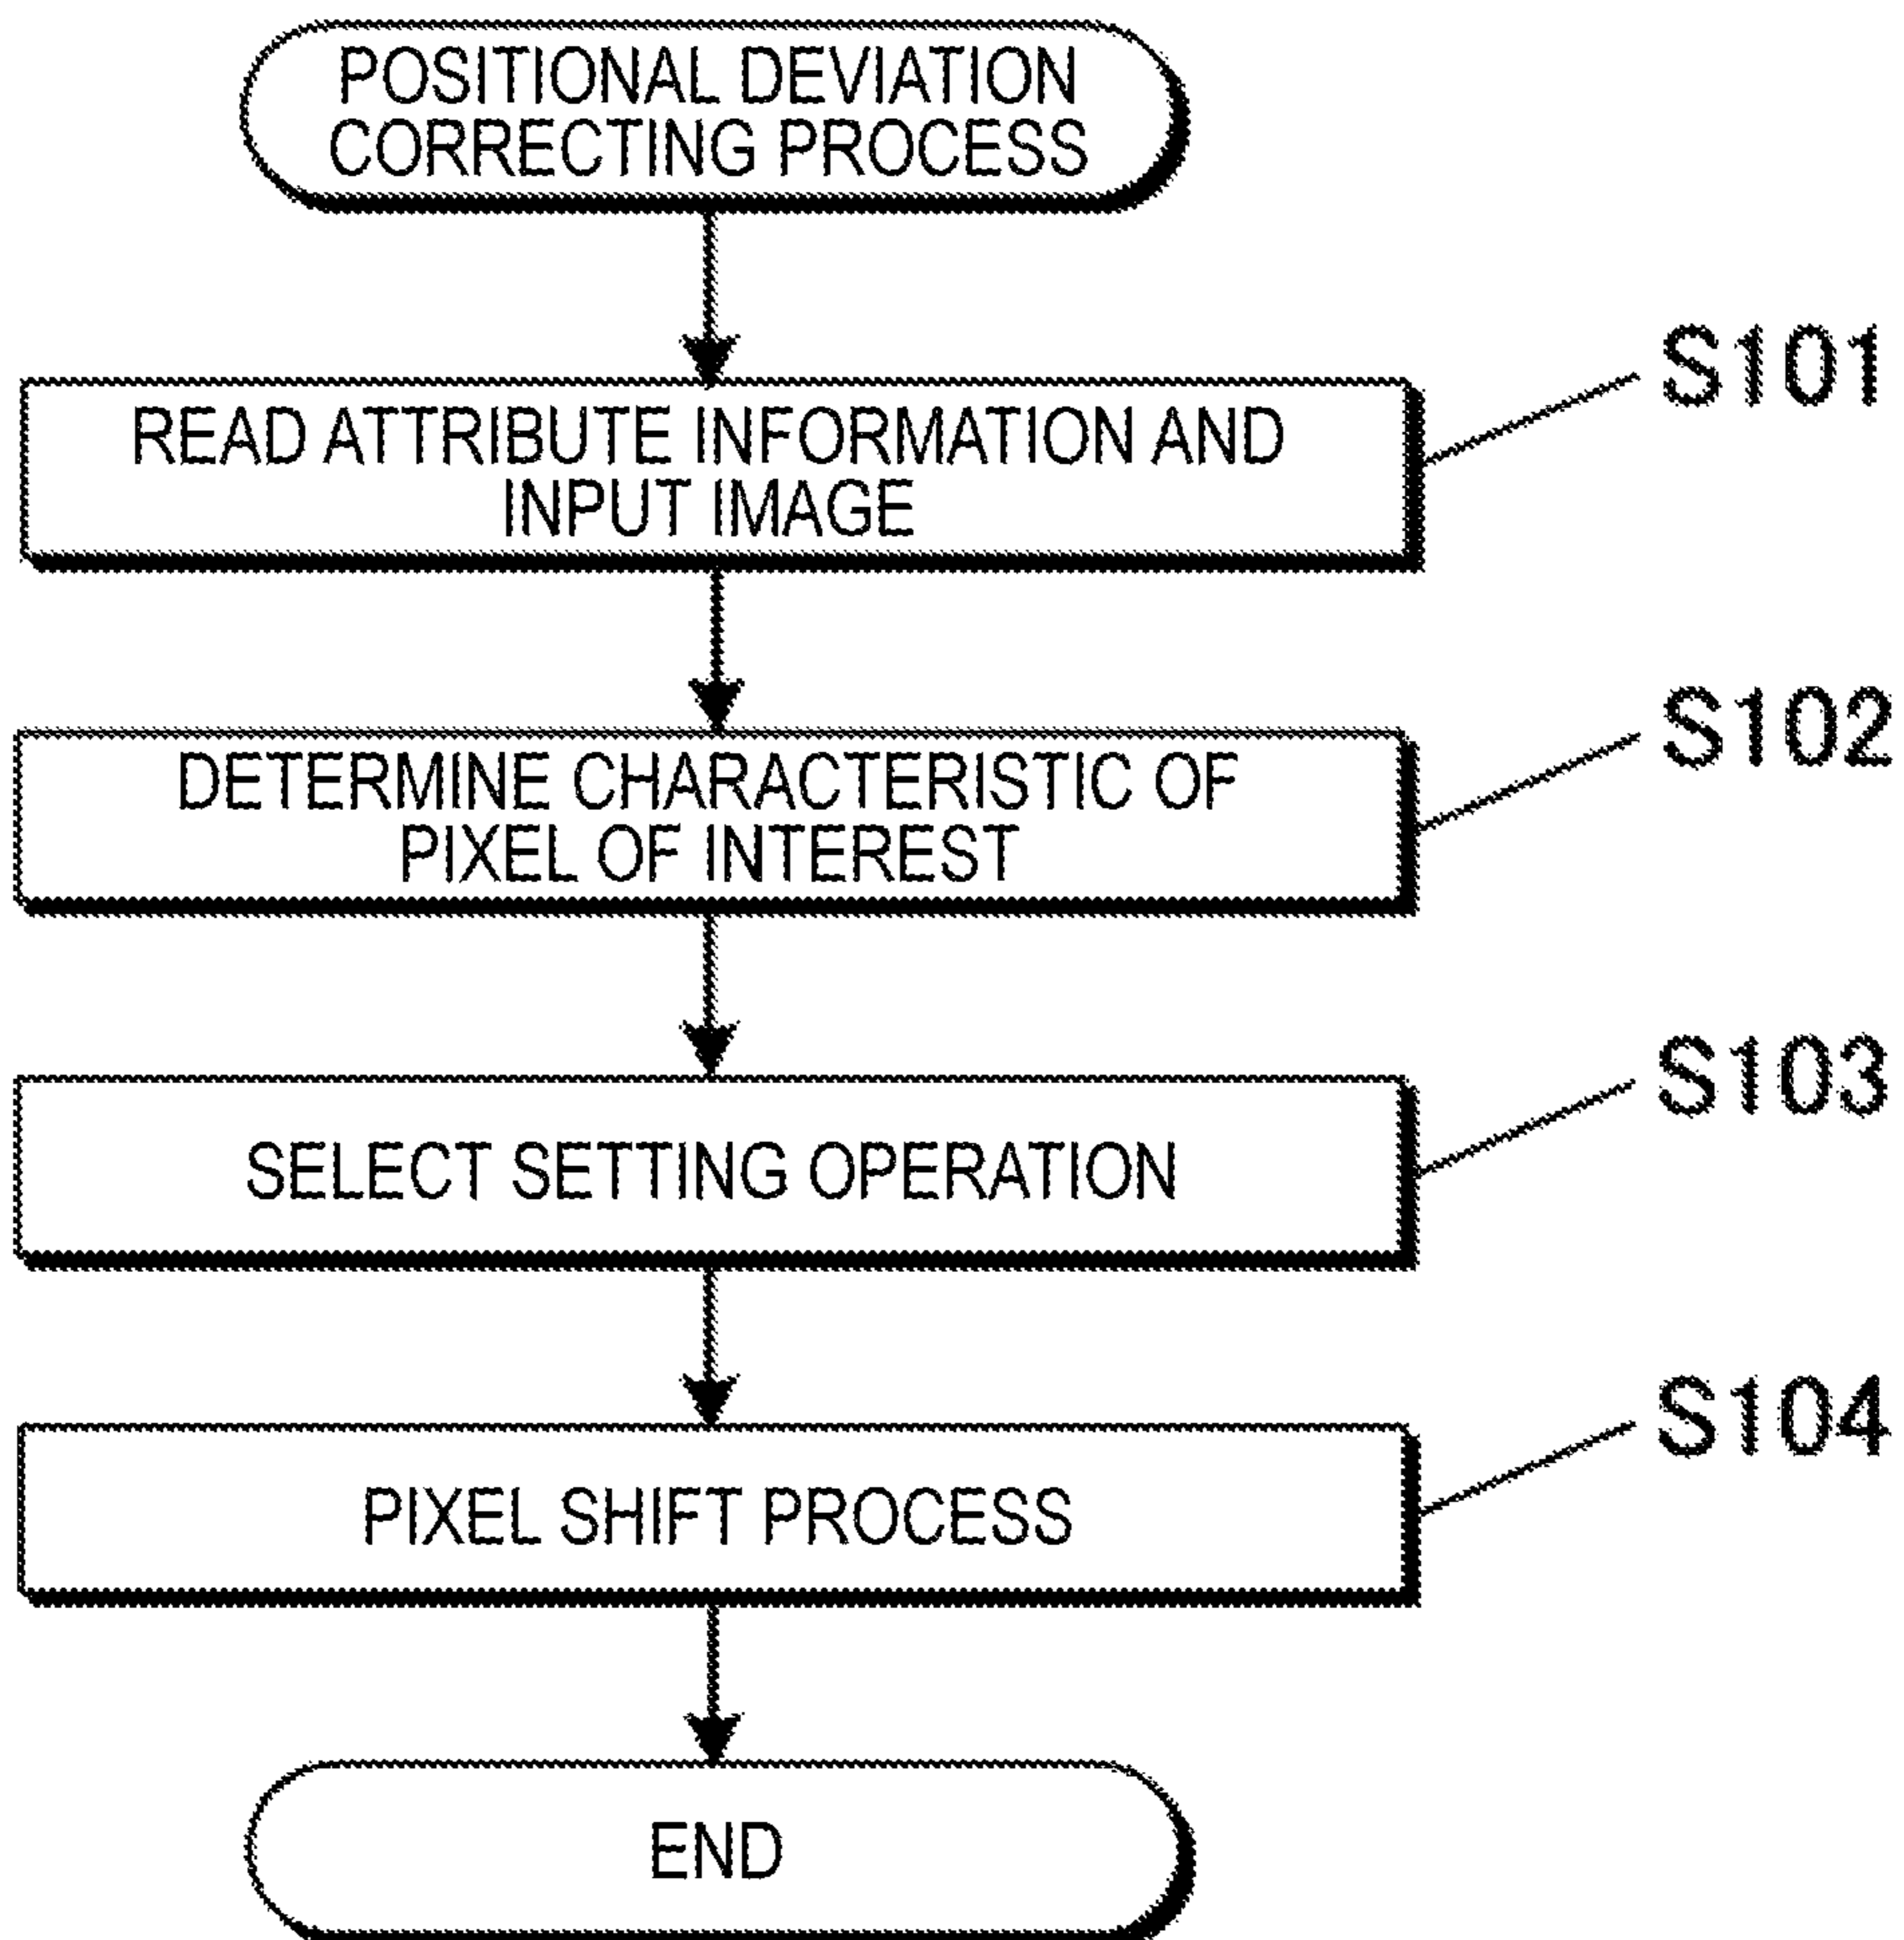 POSITIONAL DEVIATION
CORRECTING PROCESS
S101
READ ATTRIBUTE INFORMATION AND
INPUT IMAGE
S102
DETERMINE CHARACTERISTIC OF
PIXEL OF INTEREST
S103
SELECT SETTING OPERATION
S104
PIXEL SHIFT PROCESS
END